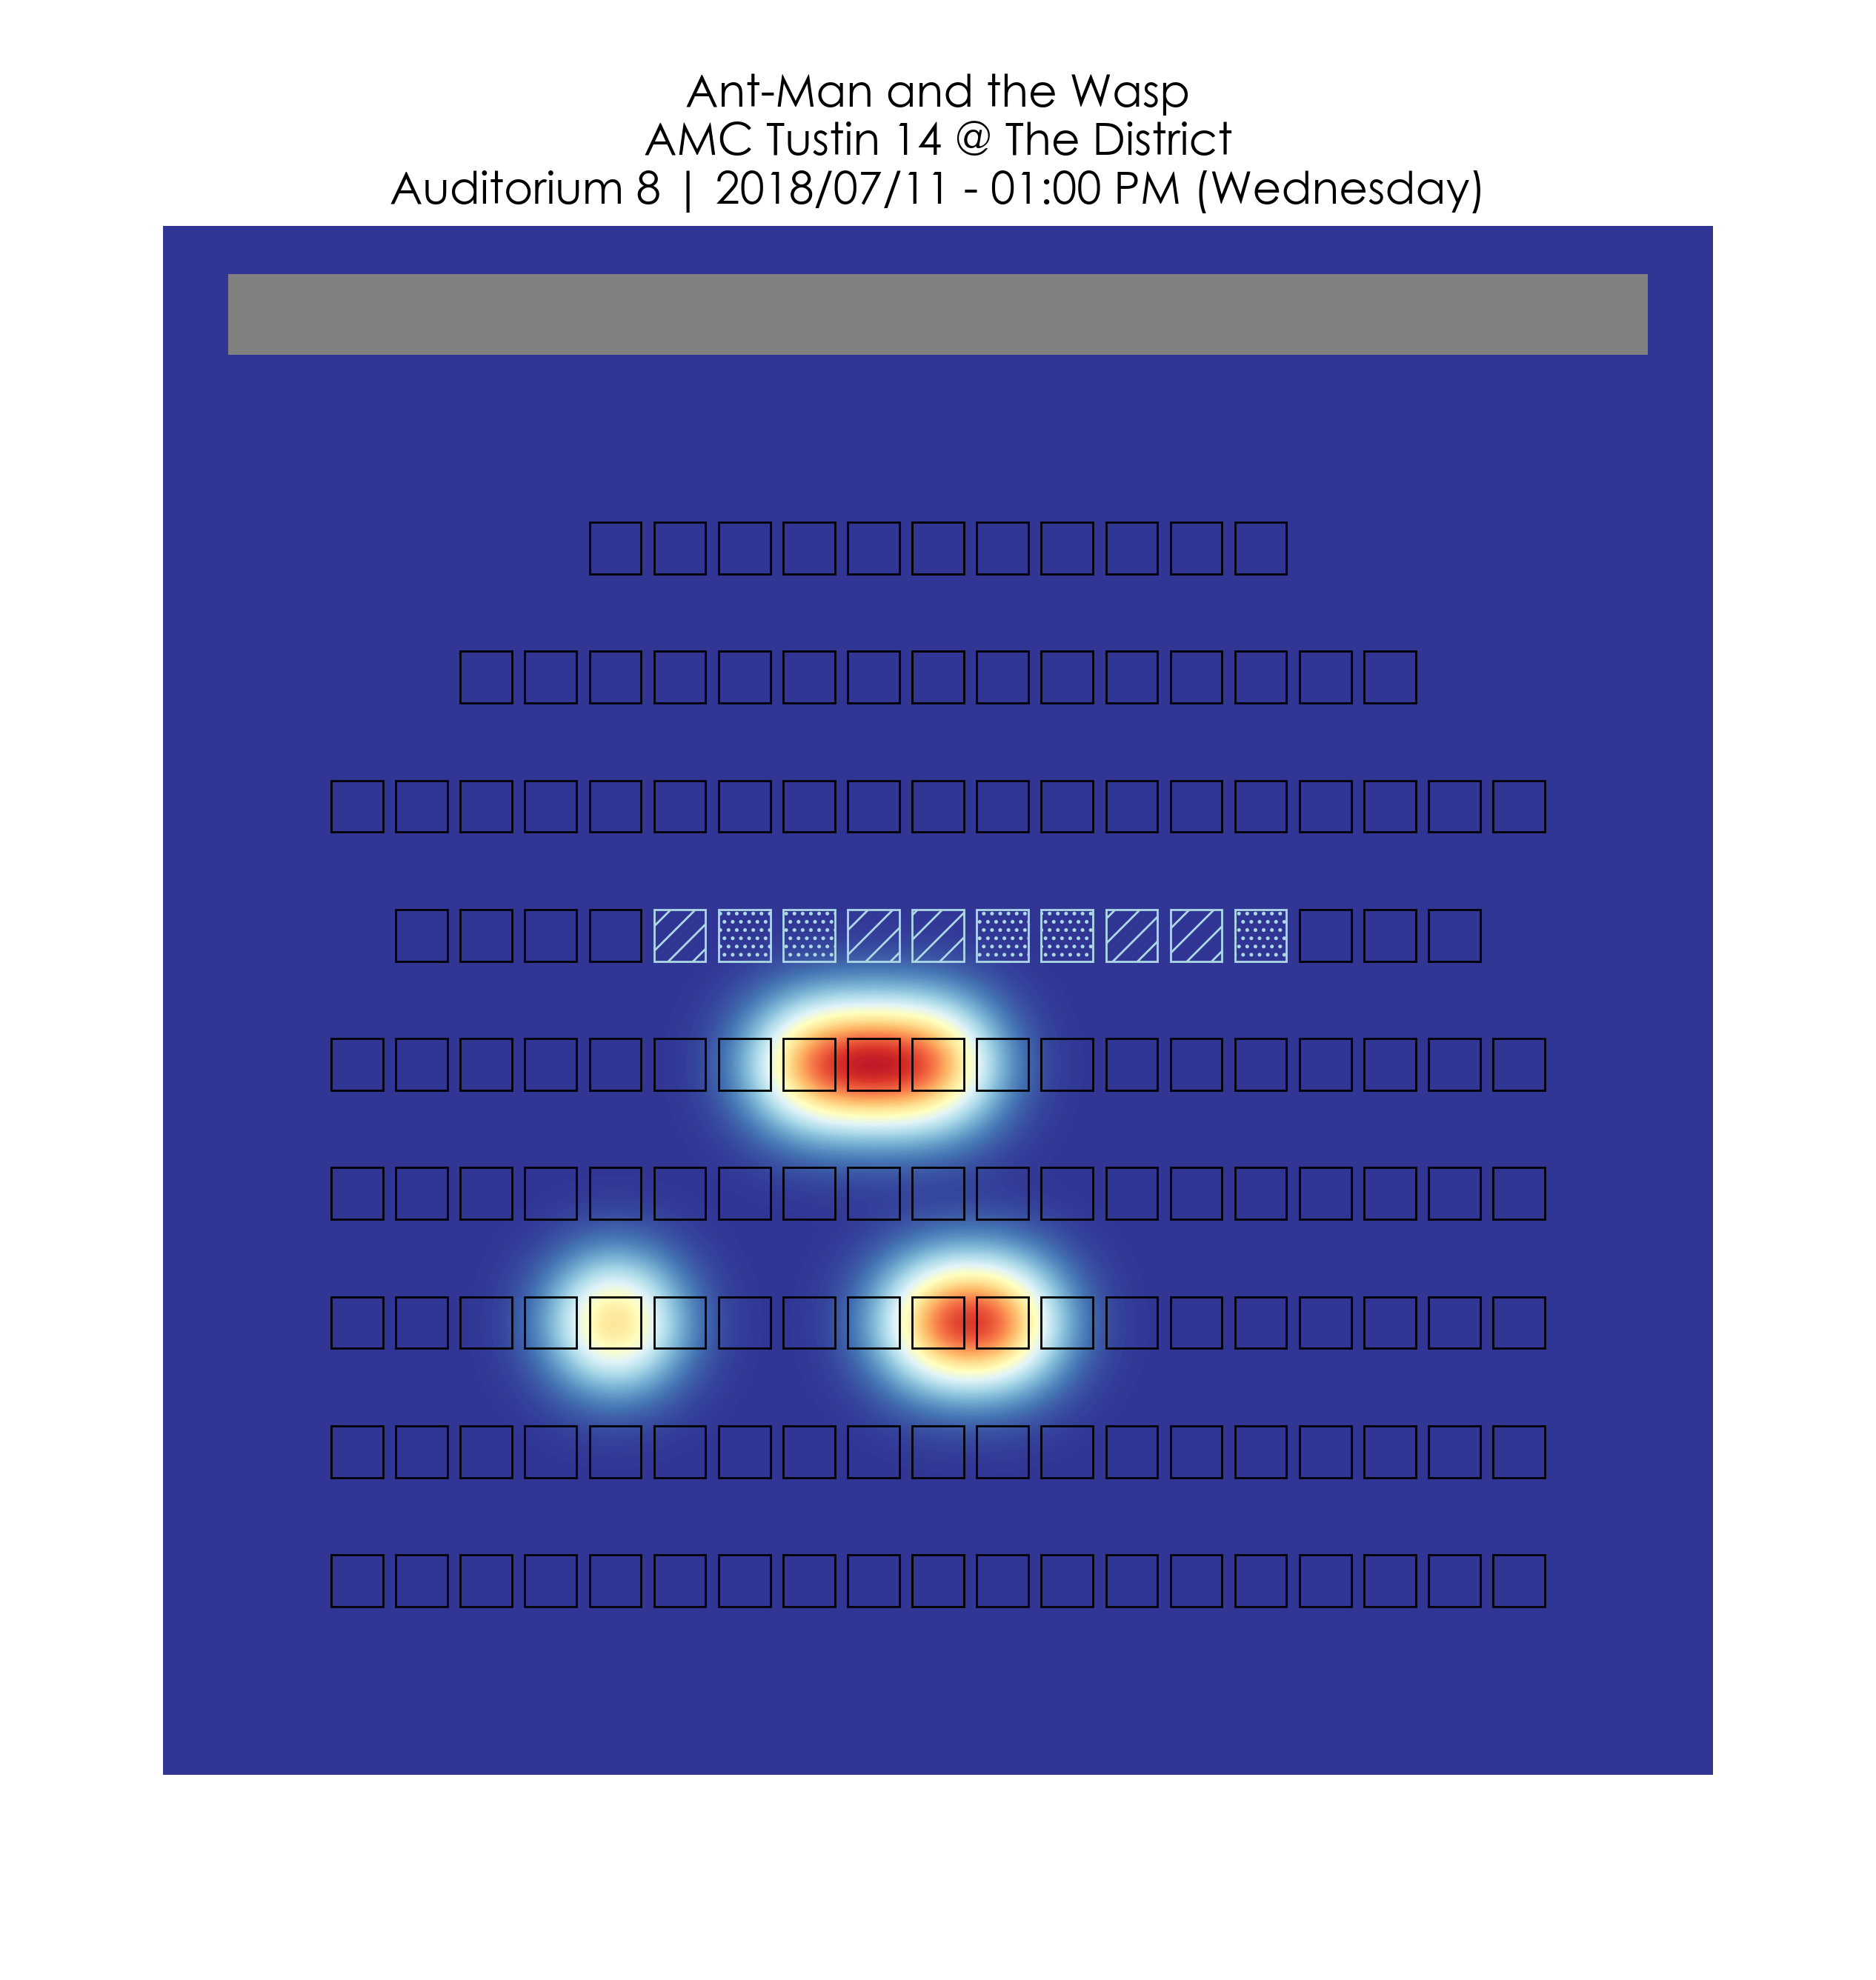 Ant-Man and the Wasp
AMC Tustin 14 @ The District
Auditorium 8 | 2018/07/11 - 01:00 PM (Wednesday)